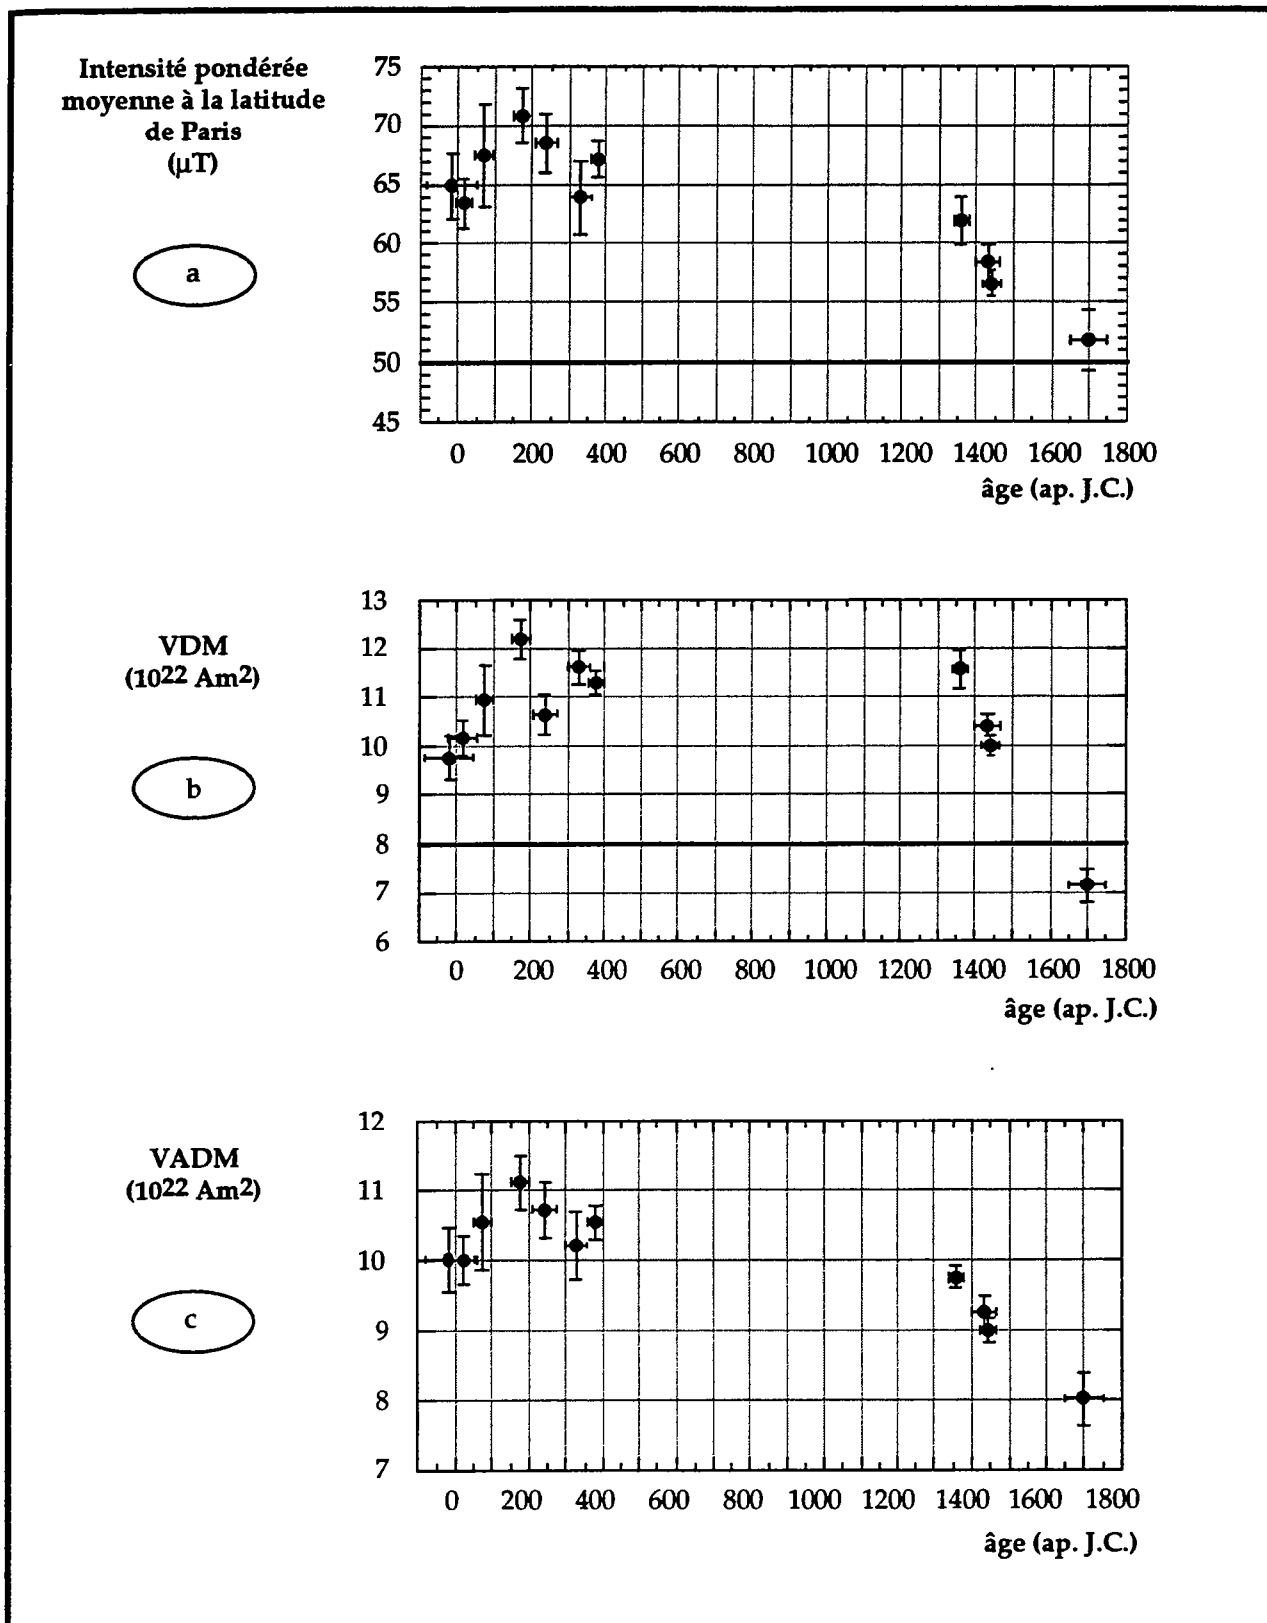 Intensité pondérée
moyenne à la latitude
de Paris
(µT)
a
75
70
65
60
55
50
45
0 200 400 600 800 1000 1200 1400 1600 1800
âge (ap. J.C.)
VDM
(10²² Am²)
b
13
12
11
10
9
8
7
6
0 200 400 600 800 1000 1200 1400 1600 1800
âge (ap. J.C.)
VADM
(10²² Am²)
c
12
11
10
9
8
7
0 200 400 600 800 1000 1200 1400 1600 1800
âge (ap. J.C.)